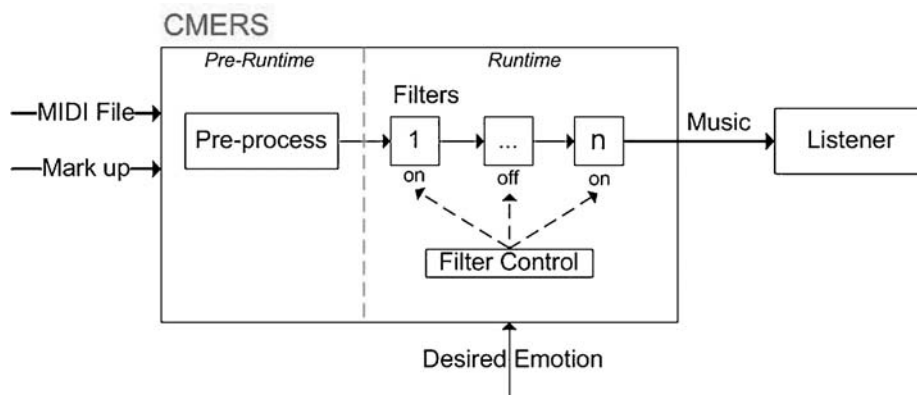 CMERS
Pre-Runtime
Runtime
MIDI File
Mark up
Pre-process
Filters
1
...
n
on
off
on
Filter Control
Music
Listener
Desired Emotion